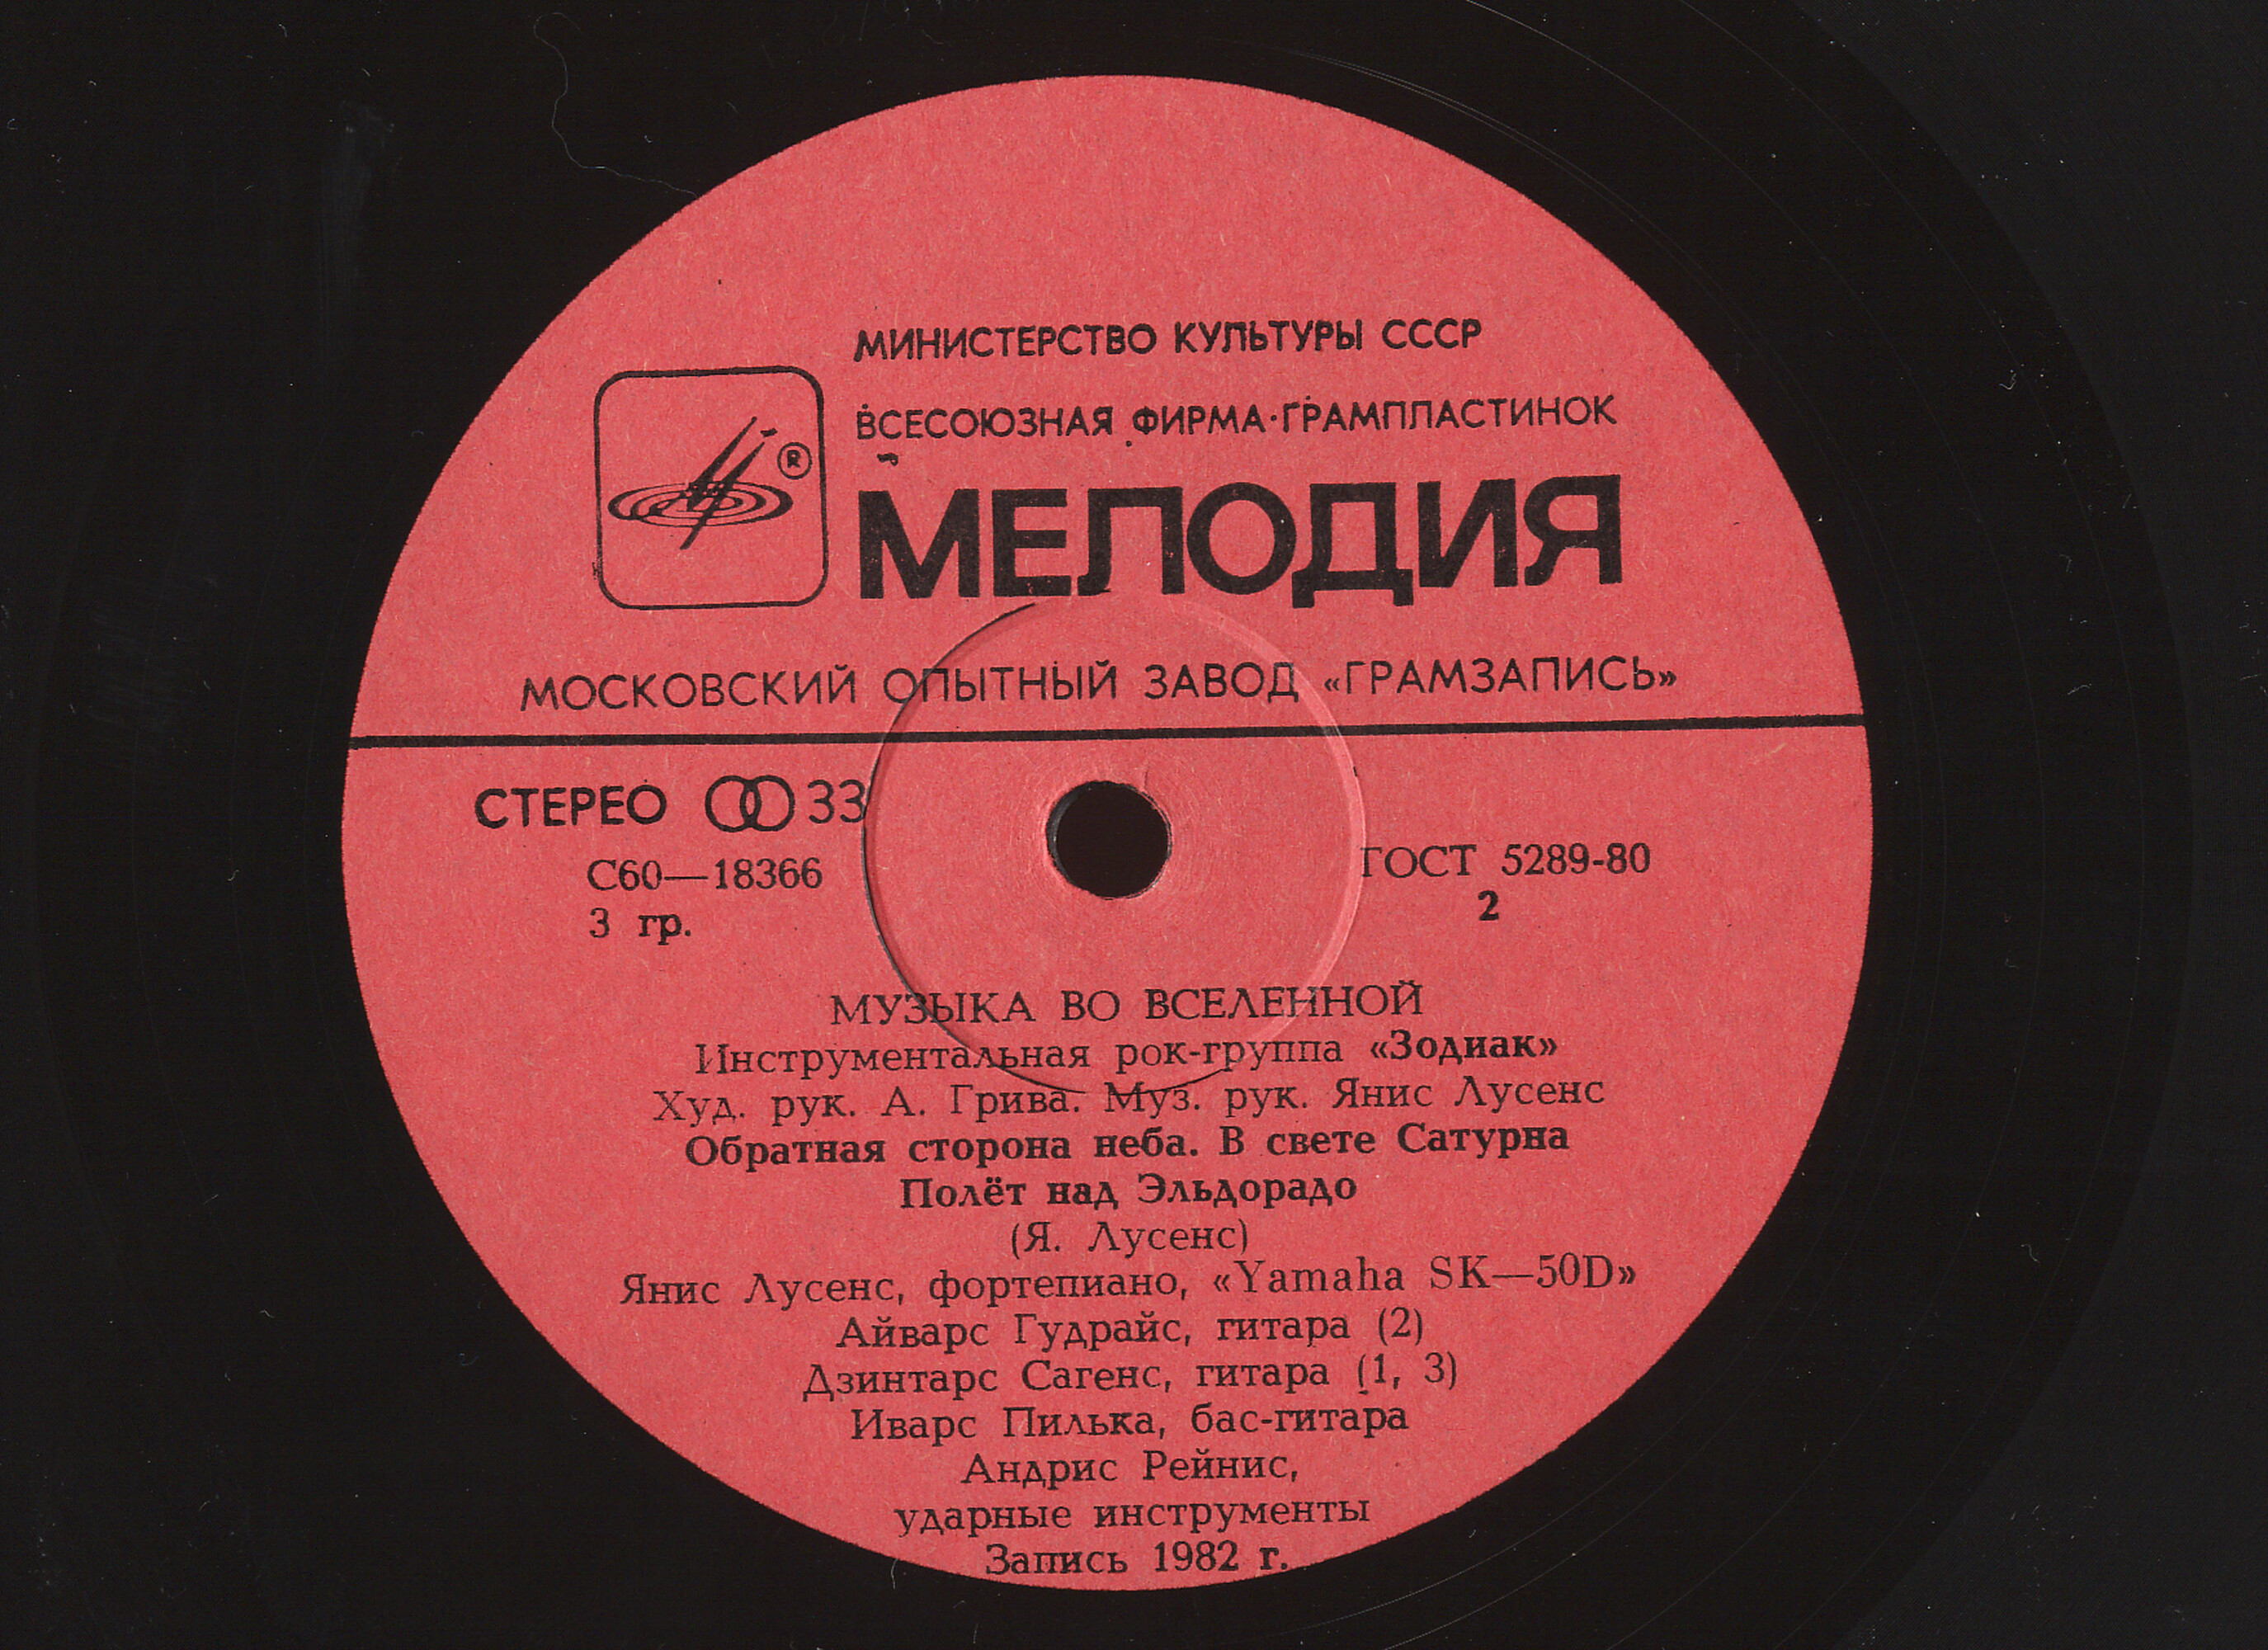 МИНИСТЕРСТВО КУЛЬТУРЫ СССР
ВСЕСОЮЗНАЯ ФИРМА·ГРАМПЛАСТИНОК
®
МЕЛОДИЯ
МОСКОВСКИЙ ОПЫТНЫЙ ЗАВОД «ГРАМЗАПИСЬ»
СТЕРЕО 33
С60—18366
ГОСТ 5289-80
3 гр.
2
МУЗЫКА ВО ВСЕЛЕННОЙ
Инструментальная рок-группа «Зодиак»
Худ. рук. А. Грива. Муз. рук. Янис Лусенс
Обратная сторона неба. В свете Сатурна
Полёт над Эльдорадо
(Я. Лусенс)
Янис Лусенс, фортепиано, «Yamaha SK—50D»
Айварс Гудрайс, гитара (2)
Дзинтарс Сагенс, гитара (1, 3)
Иварс Пилька, бас-гитара
Андрис Рейнис,
ударные инструменты
Запись 1982 г.